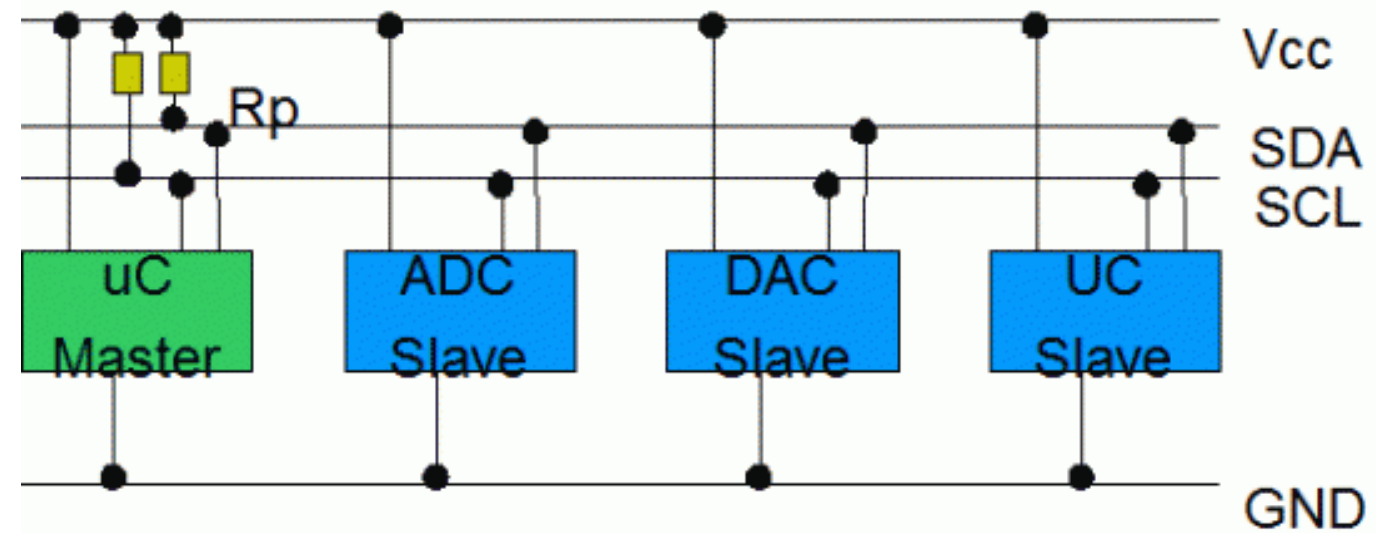 Vcc
Rp
SDA
SCL
uC
Master
ADC
Slave
DAC
Slave
UC
Slave
GND